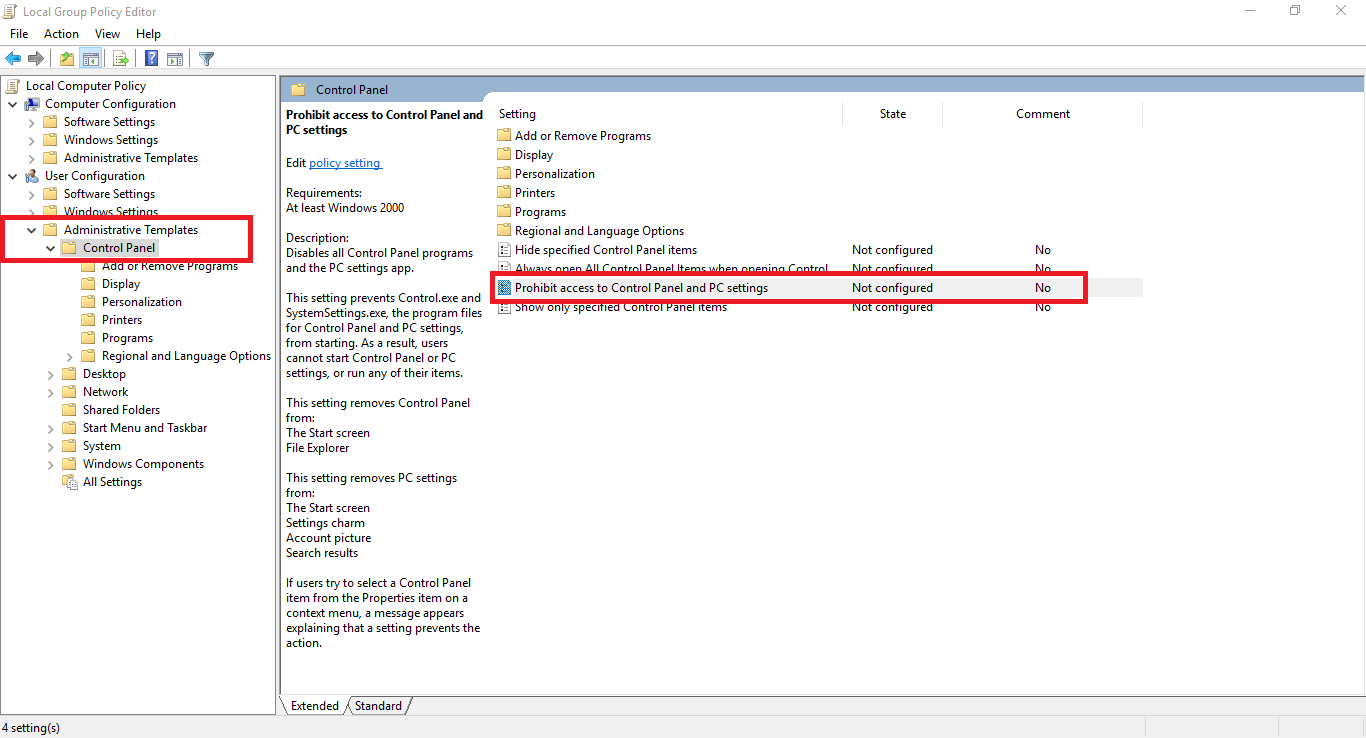 Local Group Policy Editor
File Action View Help
Local Computer Policy
Computer Configuration
Software Settings
Windows Settings
Administrative Templates
User Configuration
Software Settings
Windows Settings
Administrative Templates
Control Panel
Add or Remove Programs
Display
Personalization
Printers
Programs
Regional and Language Options
Desktop
Network
Shared Folders
Start Menu and Taskbar
System
Windows Components
All Settings
Control Panel
Prohibit access to Control Panel and
PC settings
Edit policy setting
Requirements:
At least Windows 2000
Description:
Disables all Control Panel programs
and the PC settings app.
This setting prevents Control.exe and
SystemSettings.exe, the program files
for Control Panel and PC settings,
from starting. As a result, users
cannot start Control Panel or PC
settings, or run any of their items.
This setting removes Control Panel
from:
The Start screen
File Explorer
This setting removes PC settings
from:
The Start screen
Settings charm
Account picture
Search results
If users try to select a Control Panel
item from the Properties item on a
context menu, a message appears
explaining that a setting prevents the
action.
Setting State Comment
Add or Remove Programs
Display
Personalization
Printers
Programs
Regional and Language Options
Hide specified Control Panel items Not configured No
Always open All Control Panel Items when opening Control Not configured No
Prohibit access to Control Panel and PC settings Not configured No
Show only specified Control Panel items Not configured No
Extended Standard
4 setting(s)